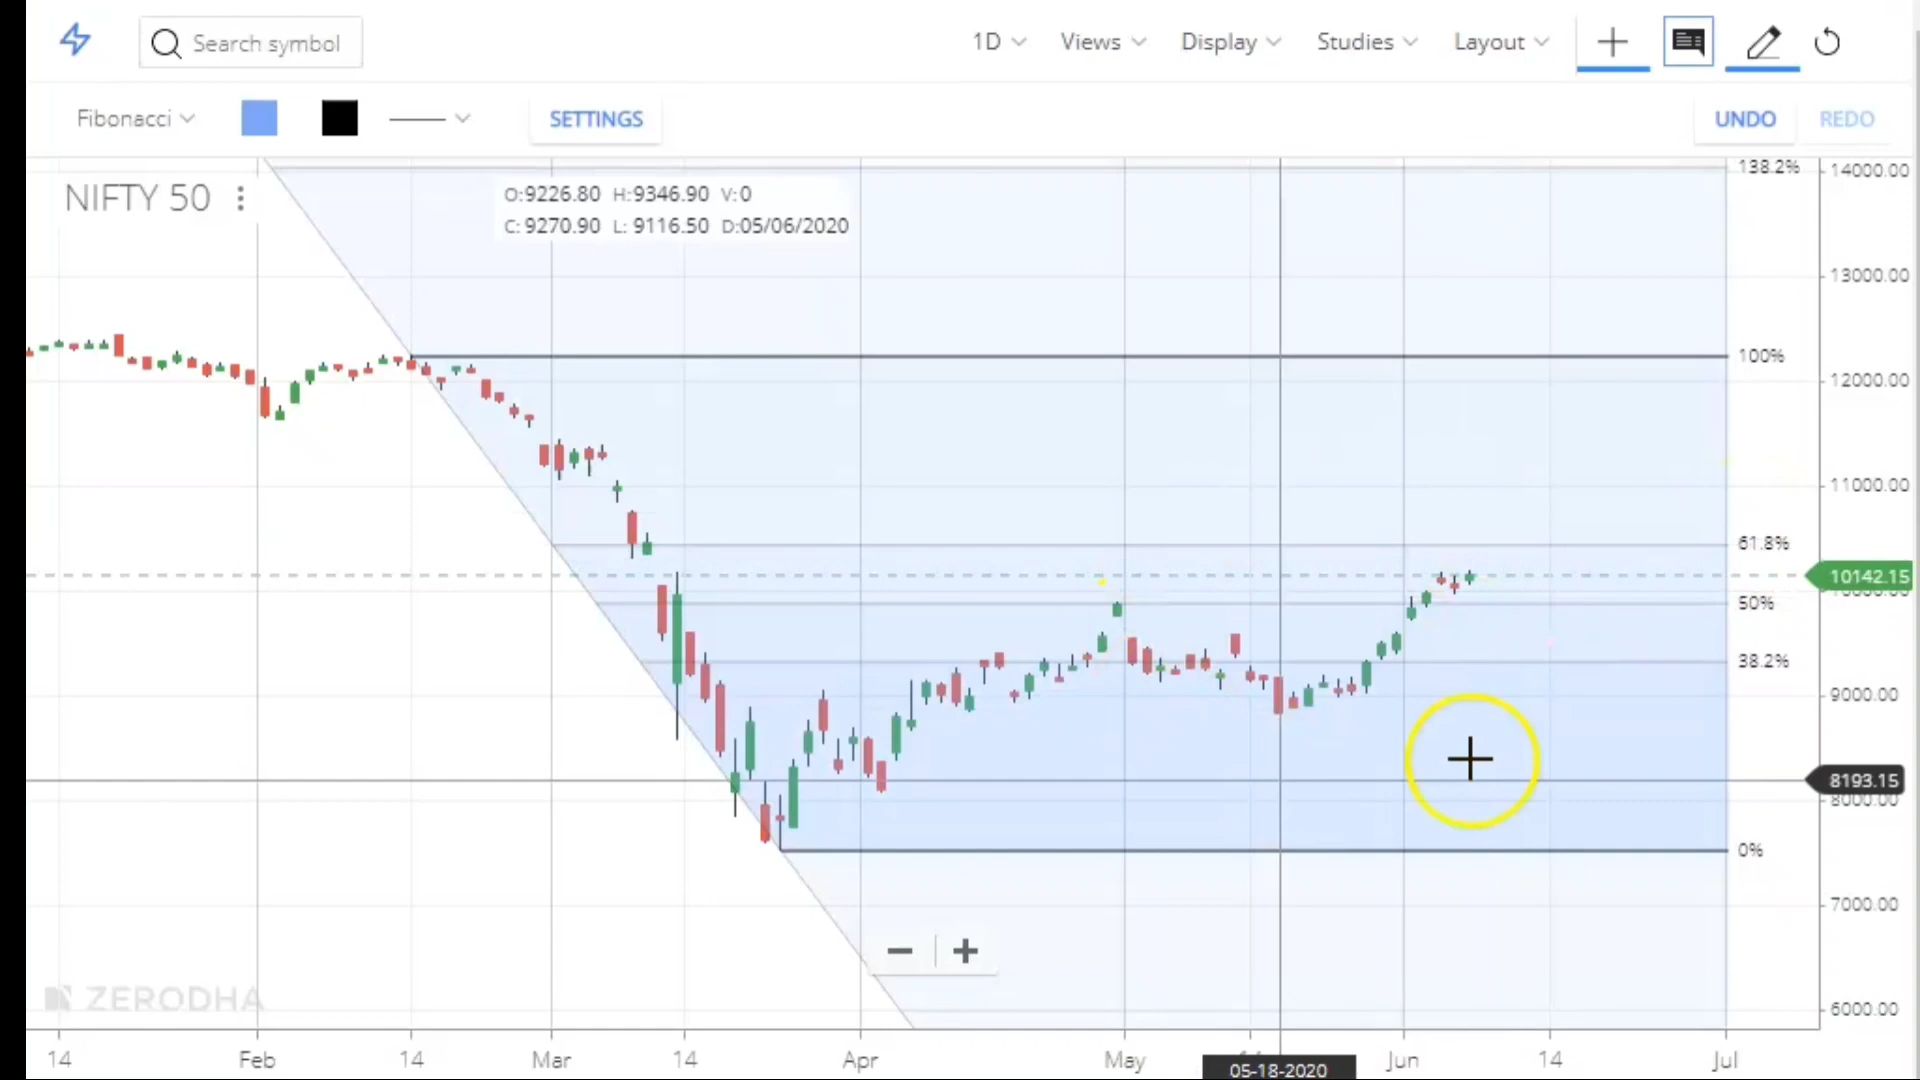 Search symbol
1D
Views
Display
Studies
Layout
Fibonacci
SETTINGS
UNDO
REDO
NIFTY 50
O:9226.80 H:9346.90 V:0
C: 9270.90 L: 9116.50 D:05/06/2020
138.2%
100%
61.8%
50%
38.2%
0%
14000.00
13000.00
12000.00
11000.00
10142.15
9000.00
8193.15
8000.00
7000.00
6000.00
ZERODHA
14 Feb 14 Mar 14 Apr May Jun 14 Jul
05-18-2020